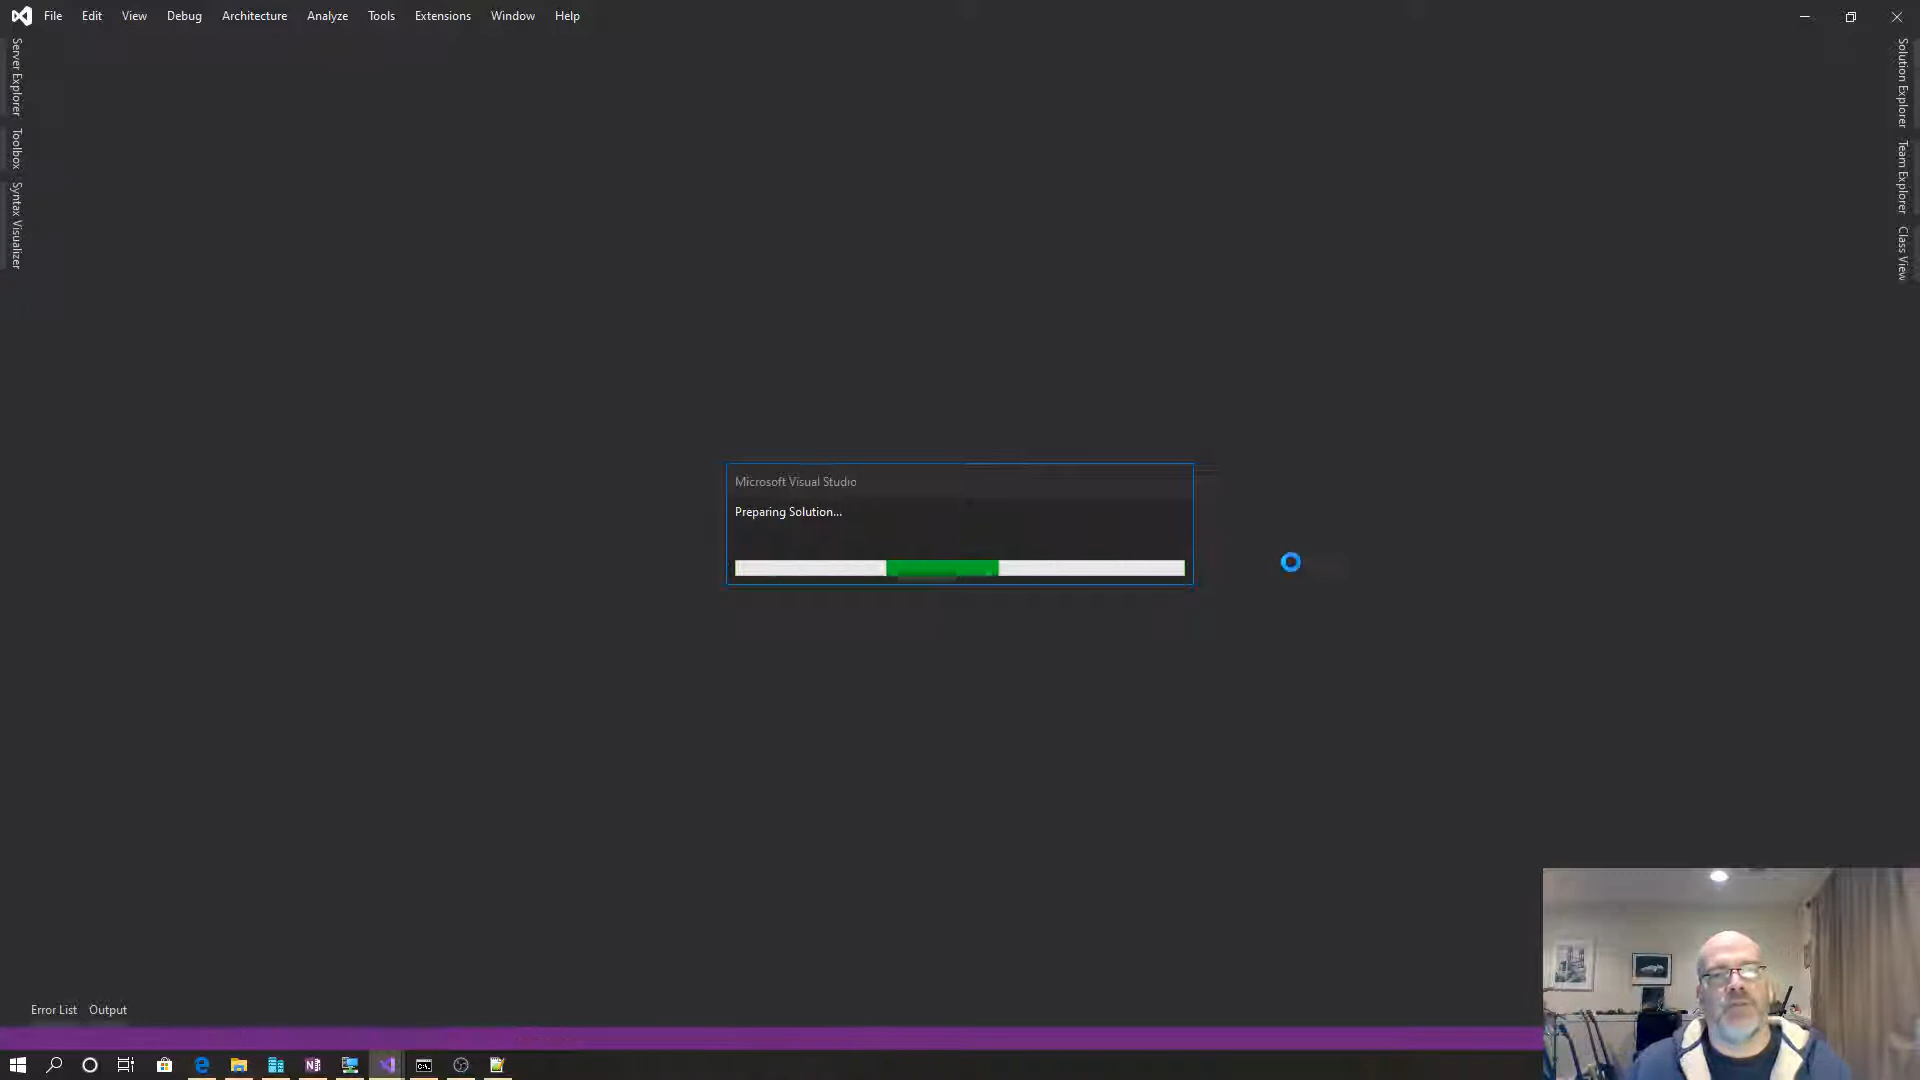 File Edit View Debug Architecture Analyze Tools Extensions Window Help
Server Explorer
Toolbox
Syntax Visualizer
Solution Explorer
Team Explorer
Class View
Microsoft Visual Studio
Preparing Solution...
Error List Output